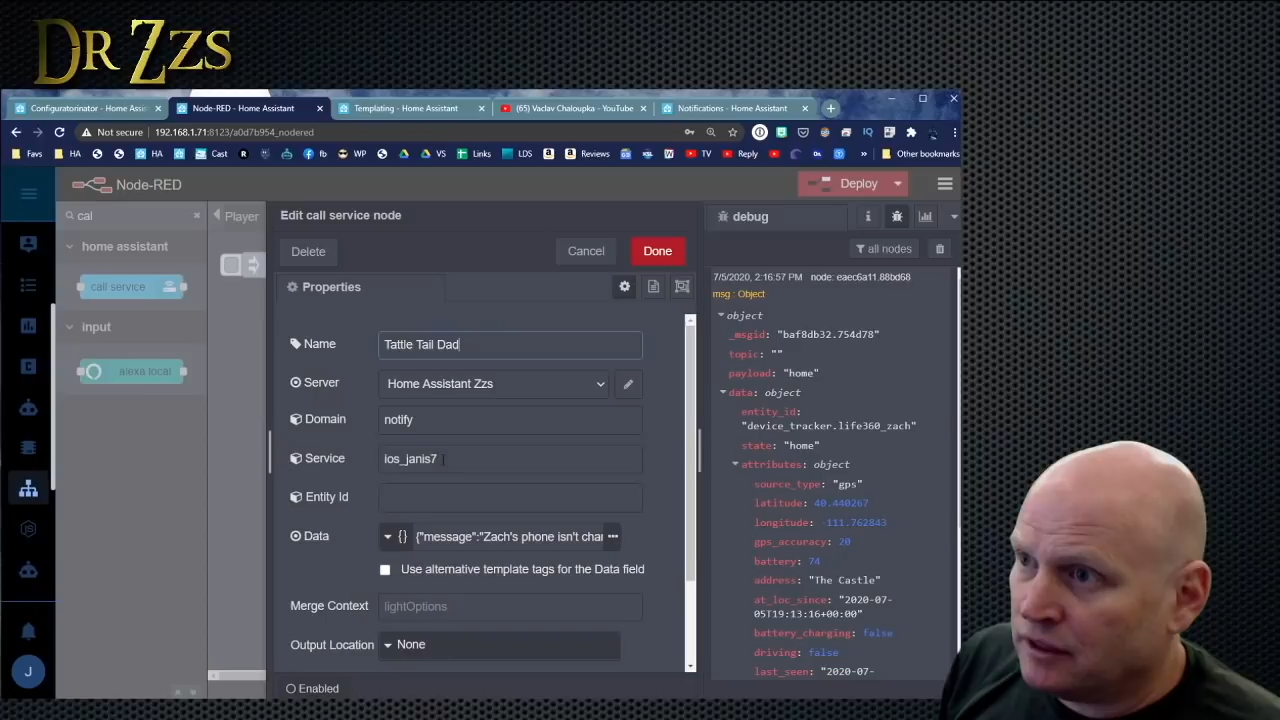 DR ZZS
Configuratorinator - Home Assis
Node-RED - Home Assistant
Templating - Home Assistant
(65) Vaclav Chaloupka - YouTube
Notifications - Home Assistant
Not secure
192.168.1.71:8123/a0d7b954_nodered
Favs
HA
HA
Cast
fb
WP
VS
Links
LDS
Reviews
TV
Reply
Other bookmarks
Node-RED
Deploy
cal
Player
Edit call service node
debug
home assistant
Delete
Cancel
Done
all nodes
call service
Properties
7/5/2020, 2:16:57 PM node: eaec6a11.88bd68
msg : Object
object
input
_msgid: "baf8db32.754d78"
Name
Tattle Tail Dad
topic: ""
alexa local
payload: "home"
Server
Home Assistant Zzs
data: object
entity_id:
Domain
notify
"device_tracker.life360_zach"
state: "home"
Service
ios_janis7
attributes: object
source_type: "gps"
Entity Id
latitude: 40.440267
longitude: -111.762843
Data
{} {"message":"Zach's phone isn't char
gps_accuracy: 20
battery: 74
Use alternative template tags for the Data field
address: "The Castle"
Merge Context
lightOptions
at_loc_since: "2020-07-
05T19:13:16+00:00"
battery_charging: false
Output Location
None
driving: false
J
last_seen: "2020-07-
Enabled